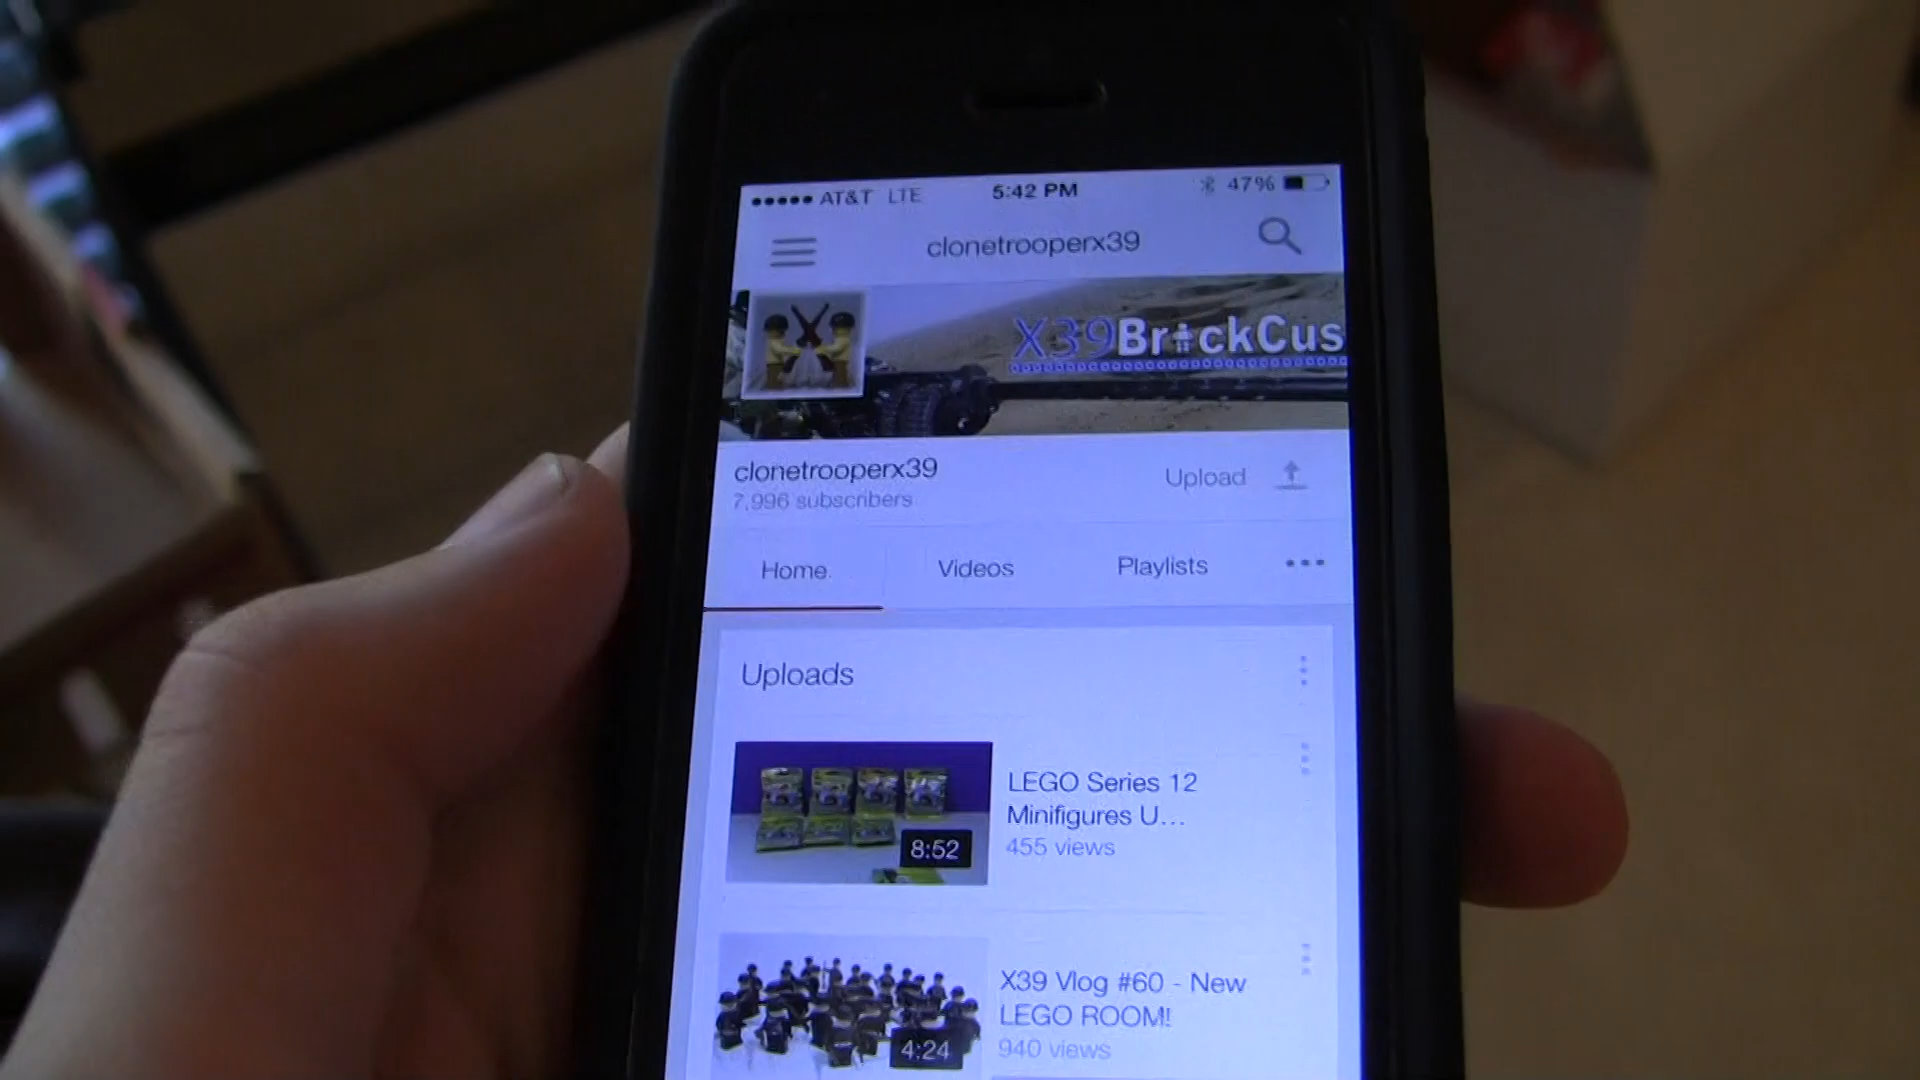 AT&T LTE 5:42 PM 47%
clonetrooperx39
X39BrickCus
clonetrooperx39
7,996 subscribers
Upload
Home Videos Playlists
Uploads
LEGO Series 12
Minifigures U...
455 views
8:52
X39 Vlog #60 - New
LEGO ROOM!
940 views
4:24